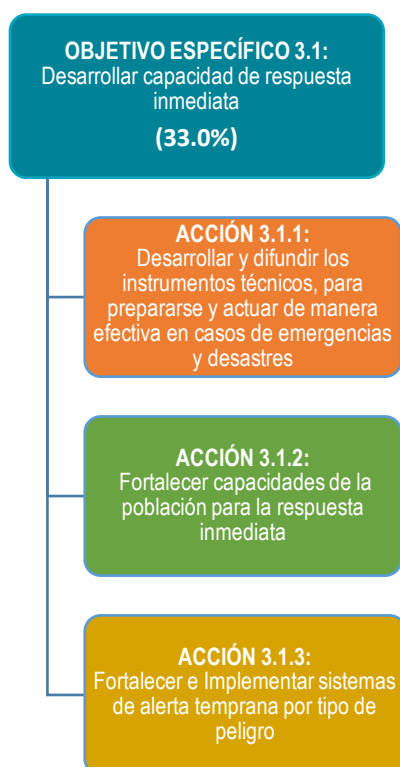 OBJETIVO ESPECÍFICO 3.1:
Desarrollar capacidad de respuesta
inmediata
(33.0%)
ACCIÓN 3.1.1:
Desarrollar y difundir los
instrumentos técnicos, para
prepararse y actuar de manera
efectiva en casos de emergencias
y desastres
ACCIÓN 3.1.2:
Fortalecer capacidades de la
población para la respuesta
inmediata
ACCIÓN 3.1.3:
Fortalecer e Implementar sistemas
de alerta temprana por tipo de
peligro